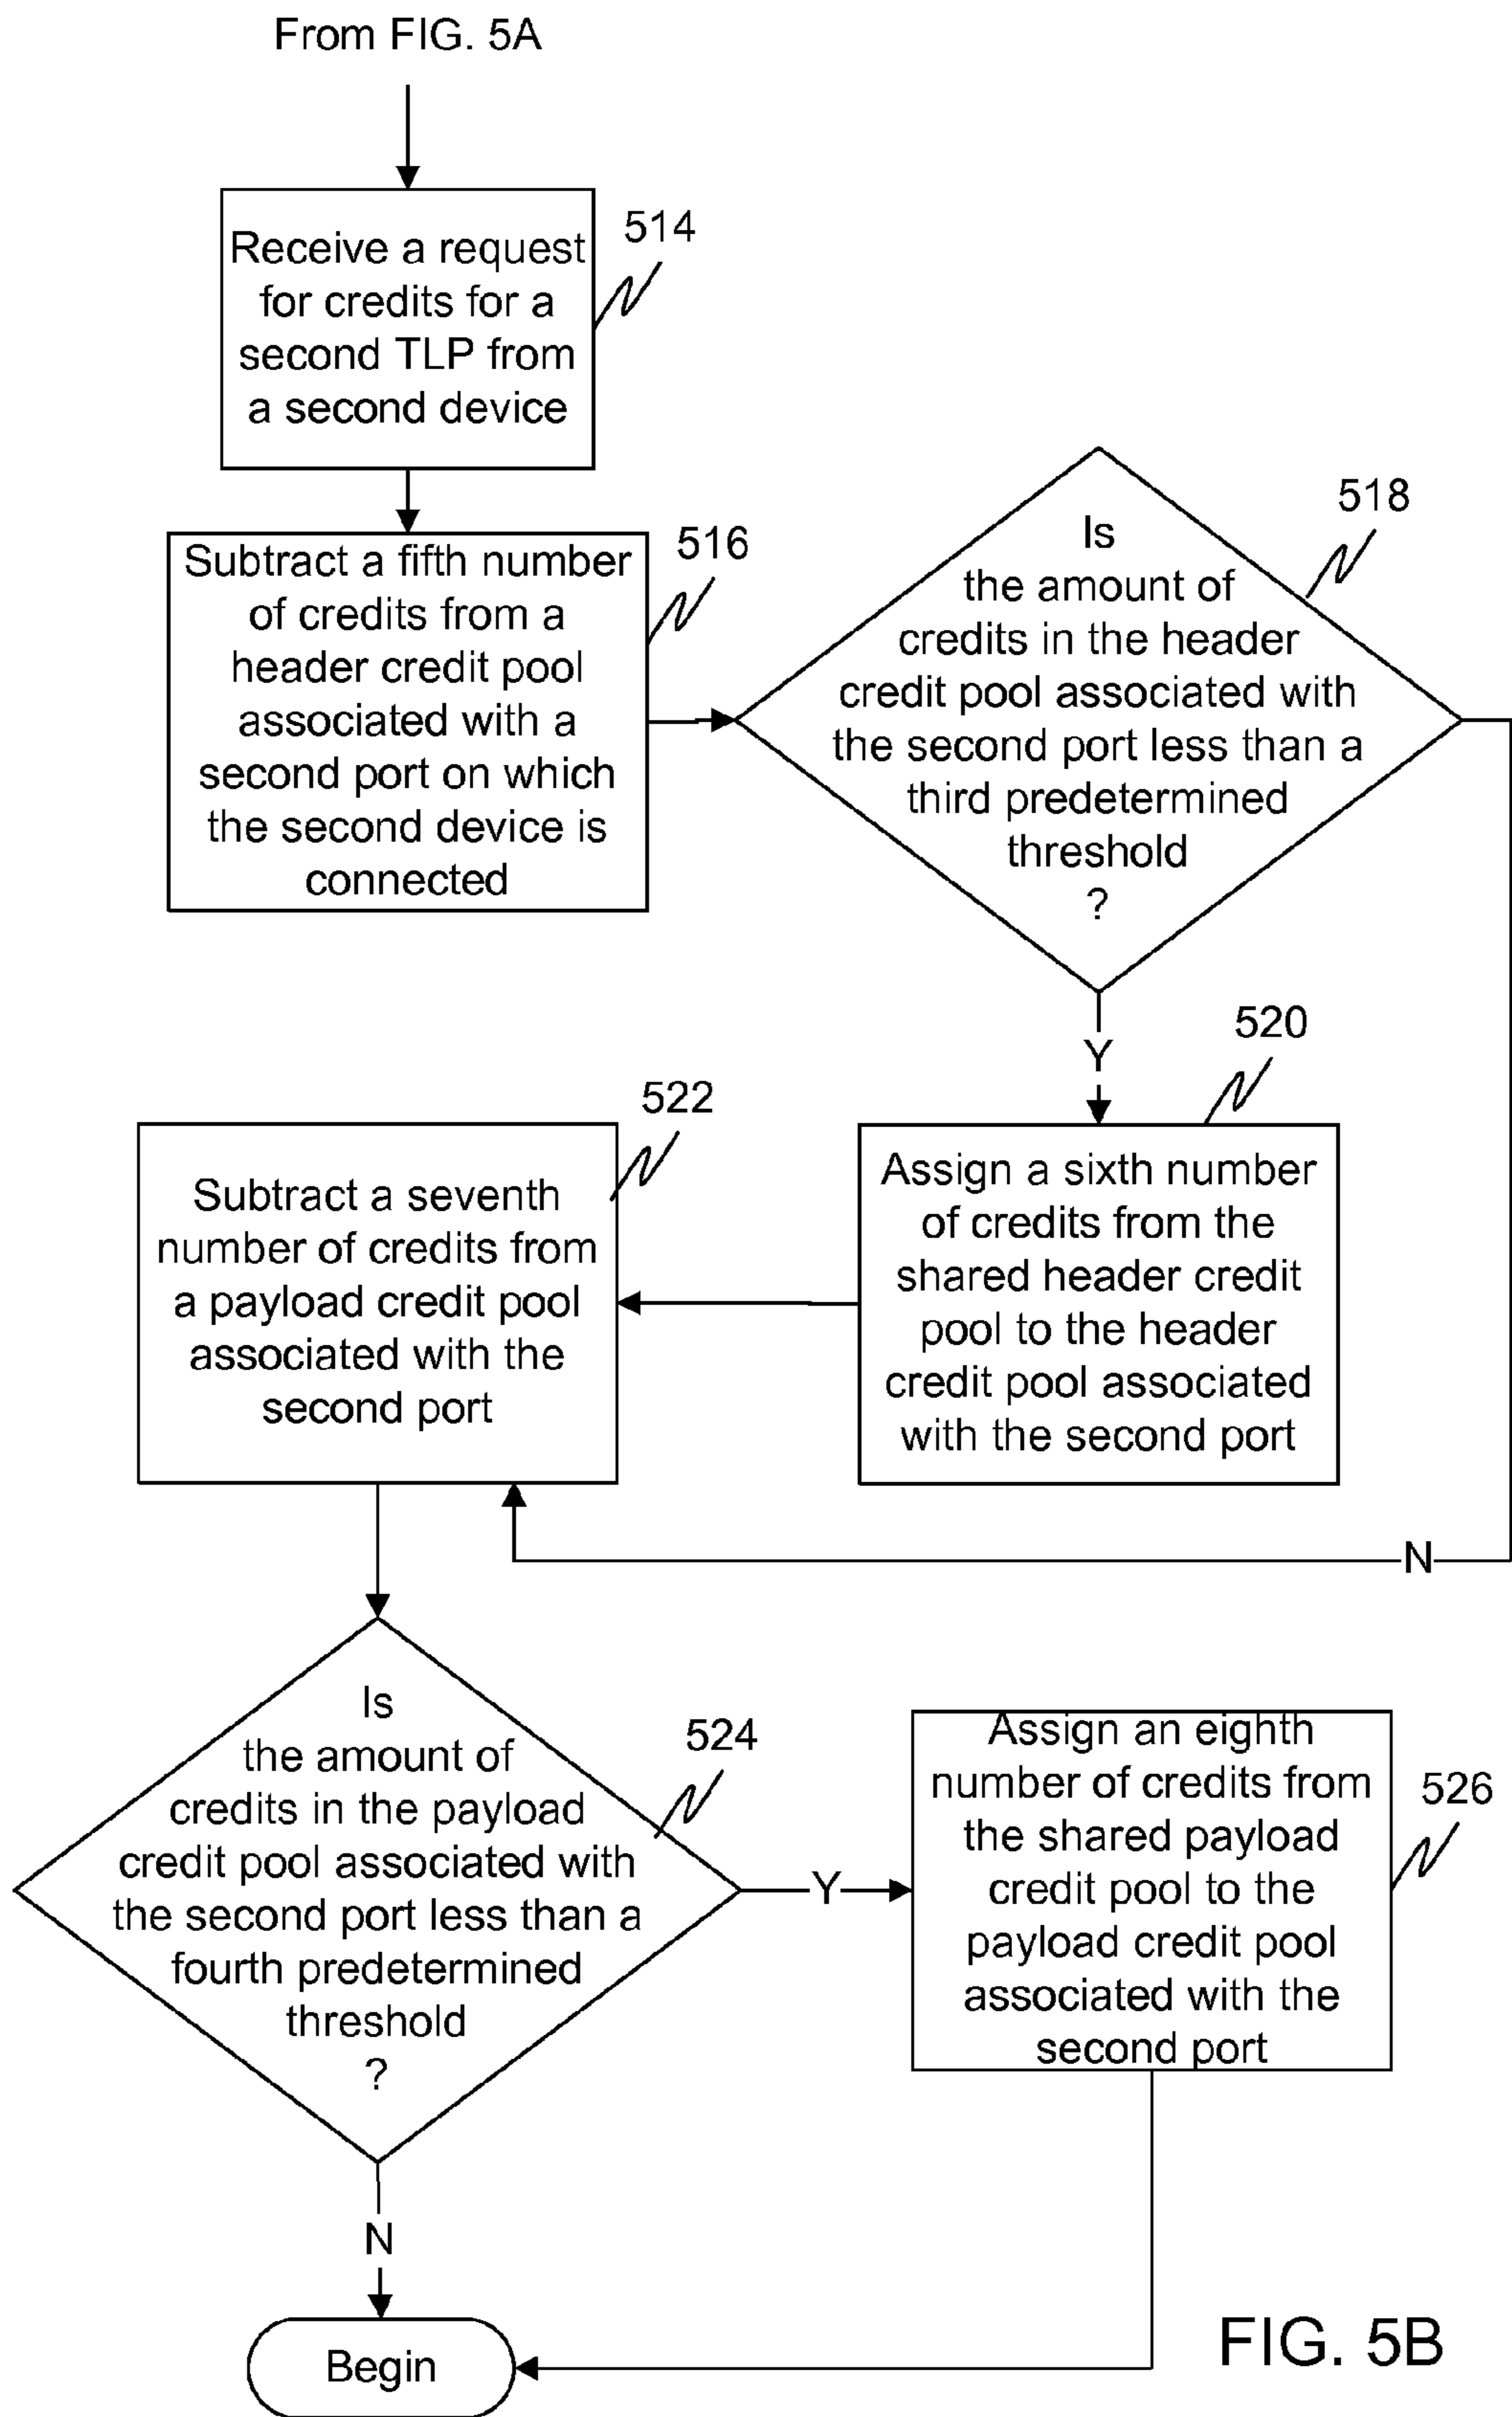 From FIG. 5A
Receive a request
for credits for a
second TLP from
a second device
514
Subtract a fifth number
of credits from a
header credit pool
associated with a
second port on which
the second device is
connected
516
Is
the amount of
credits in the header
credit pool associated with
the second port less than a
third predetermined
threshold
?
518
Y
520
Assign a sixth number
of credits from the
shared header credit
pool to the header
credit pool associated
with the second port
522
Subtract a seventh
number of credits from
a payload credit pool
associated with the
second port
N
Is
the amount of
credits in the payload
credit pool associated with
the second port less than a
fourth predetermined
threshold
?
524
Y
Assign an eighth
number of credits from
the shared payload
credit pool to the
payload credit pool
associated with the
second port
526
N
Begin
FIG. 5B